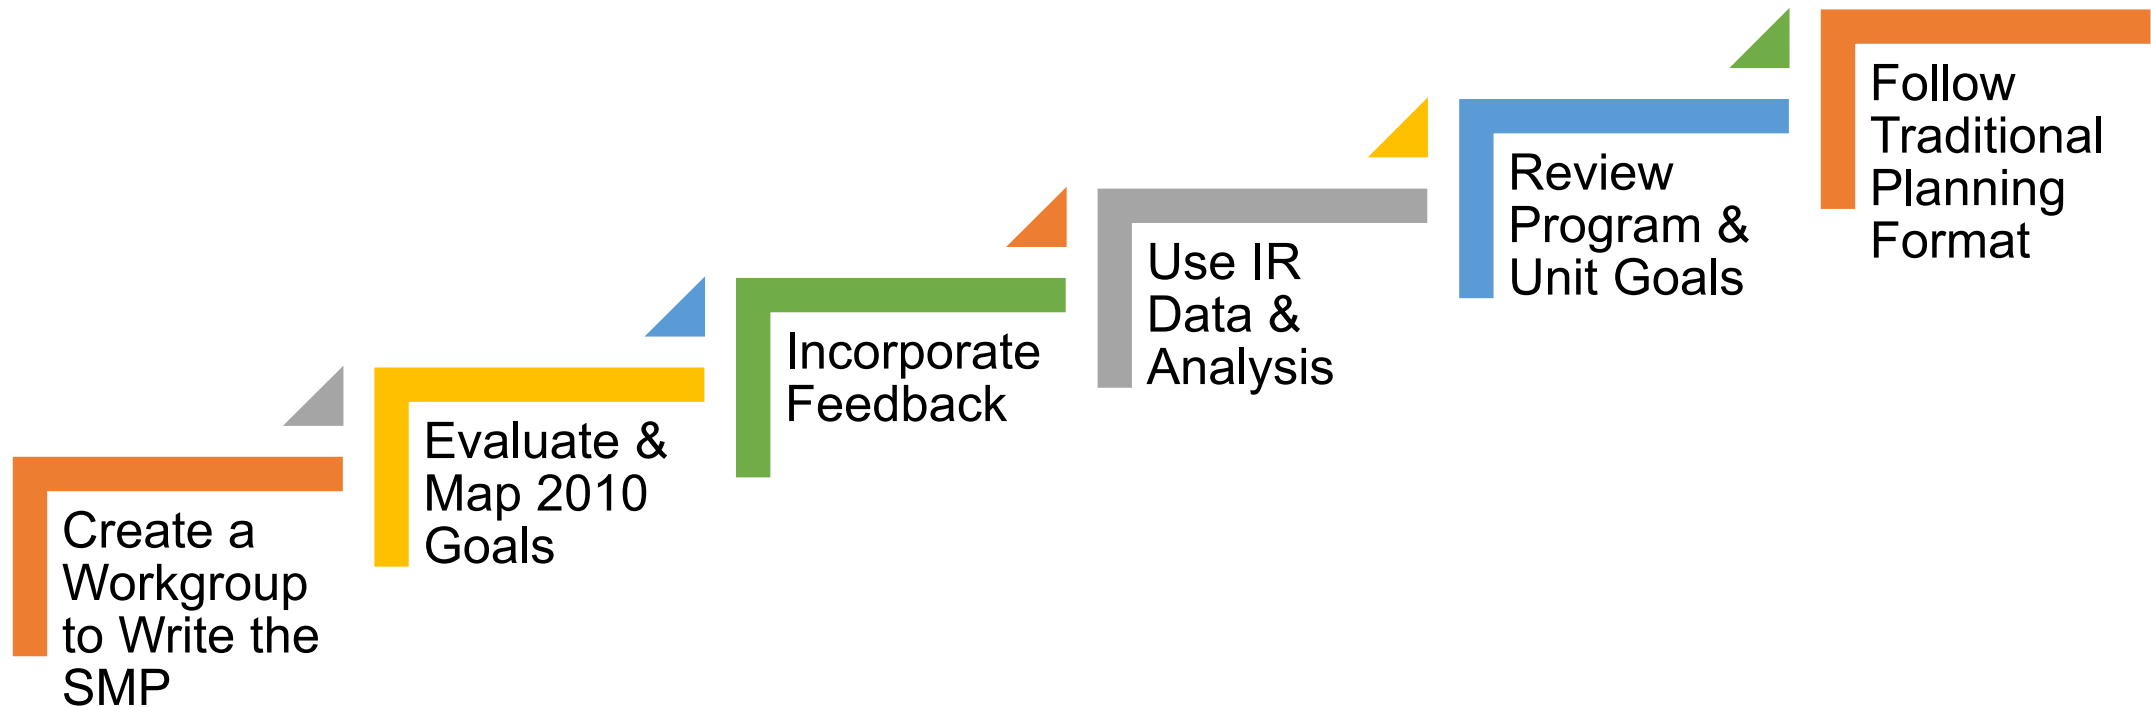 Create a
Workgroup
to Write the
SMP
Evaluate &
Map 2010
Goals
Incorporate
Feedback
Use IR
Data &
Analysis
Review
Program &
Unit Goals
Follow
Traditional
Planning
Format